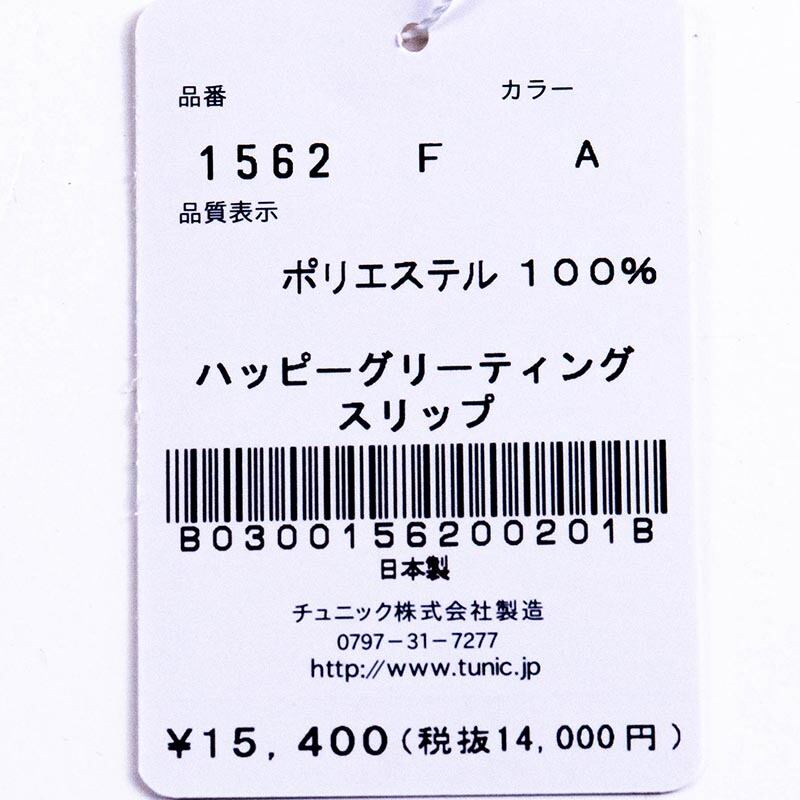 品番 カラー
1562 F A
品質表示
ポリエステル 100%
ハッピーグリーティング
スリップ
B030015620020​1B
日本製
チュニック株式会社製造
0797-31-7277
http://www.tunic.jp
¥15,400(税抜14,000円)